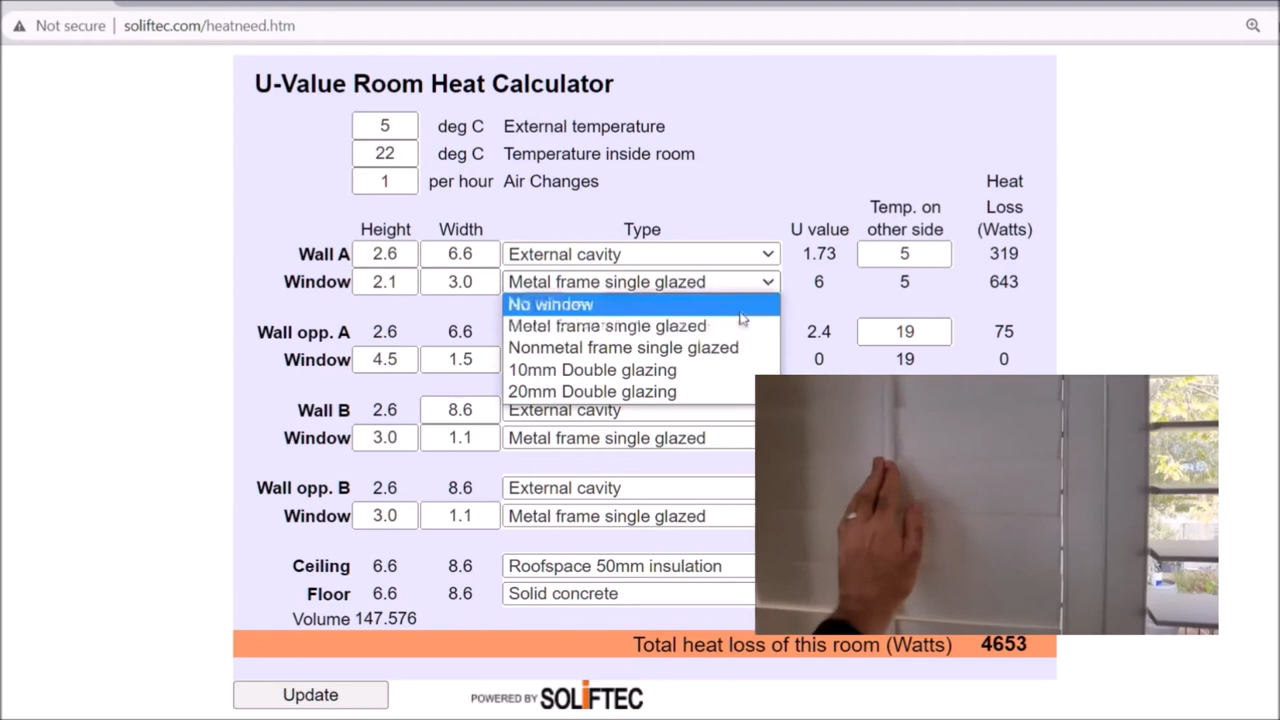 Not secure | soliftec.com/heatneed.htm
U-Value Room Heat Calculator
5 deg C External temperature
22 deg C Temperature inside room
1 per hour Air Changes
Height Width Type U value Temp. on other side Heat Loss (Watts)
Wall A 2.6 6.6 External cavity 1.73 5 319
Window 2.1 3.0 Metal frame single glazed 6 5 643
No window
Metal frame single glazed
Nonmetal frame single glazed
10mm Double glazing
20mm Double glazing
Wall opp. A 2.6 6.6 2.4 19 75
Window 4.5 1.5 0 19 0
Wall B 2.6 8.6 External cavity
Window 3.0 1.1 Metal frame single glazed
Wall opp. B 2.6 8.6 External cavity
Window 3.0 1.1 Metal frame single glazed
Ceiling 6.6 8.6 Roofspace 50mm insulation
Floor 6.6 8.6 Solid concrete
Volume 147.576
Total heat loss of this room (Watts) 4653
Update POWERED BY SOLIFTEC